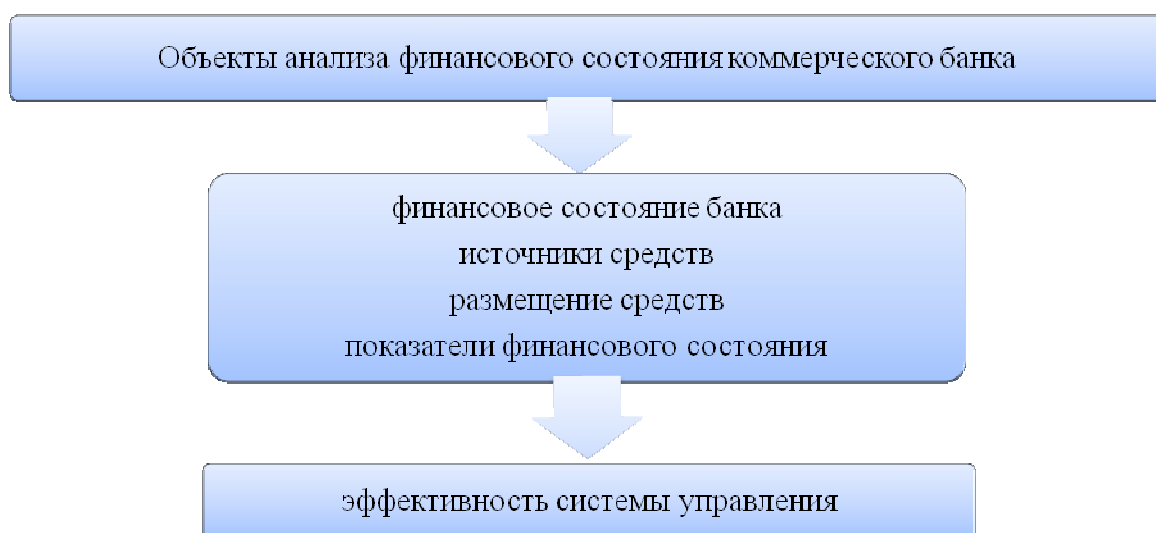 Объекты анализа финансового состояния коммерческого банка
финансовое состояние банка
источники средств
размещение средств
показатели финансового состояния
эффективность системы управления